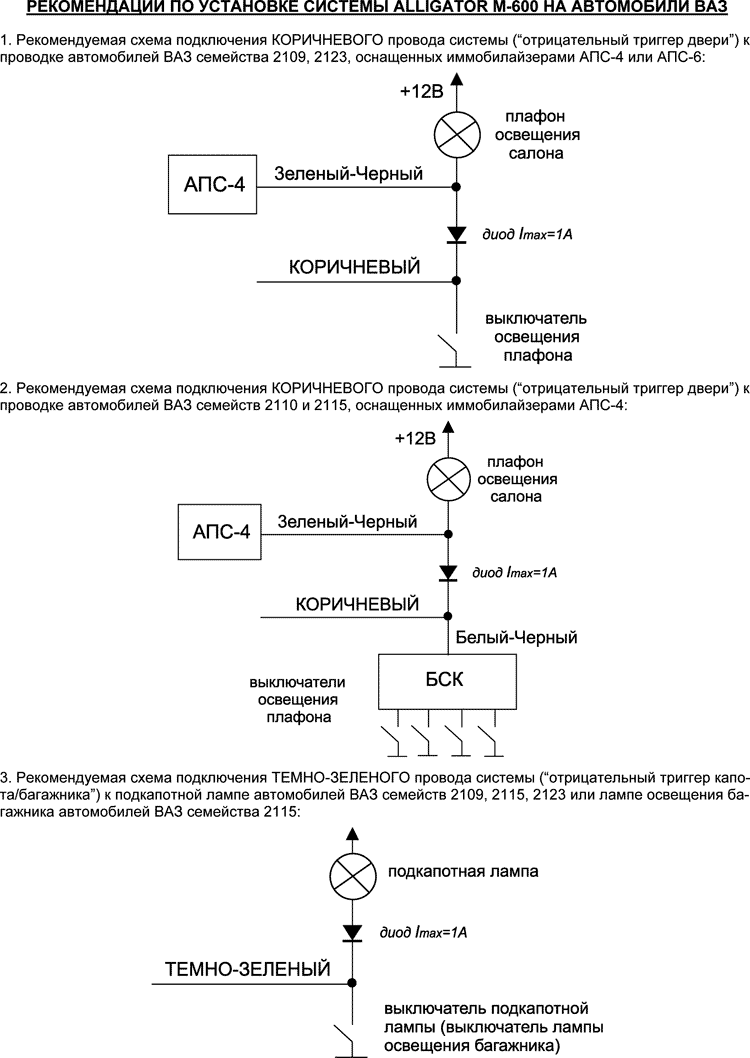 РЕКОМЕНДАЦИИ ПО УСТАНОВКЕ СИСТЕМЫ ALLIGATOR M-600 НА АВТОМОБИЛИ ВАЗ
1. Рекомендуемая схема подключения КОРИЧНЕВОГО провода системы (“отрицательный триггер двери”) к
проводке автомобилей ВАЗ семейства 2109, 2123, оснащенных иммобилайзерами АПС-4 или АПС-6:
+12В
плафон
освещения
салона
АПС-4
Зеленый-Черный
диод Imax=1А
КОРИЧНЕВЫЙ
выключатель
освещения
плафона
2. Рекомендуемая схема подключения КОРИЧНЕВОГО провода системы (“отрицательный триггер двери”) к
проводке автомобилей ВАЗ семейств 2110 и 2115, оснащенных иммобилайзерами АПС-4:
+12В
плафон
освещения
салона
АПС-4
Зеленый-Черный
диод Imax=1А
КОРИЧНЕВЫЙ
Белый-Черный
БСК
выключатели
освещения
плафона
3. Рекомендуемая схема подключения ТЕМНО-ЗЕЛЕНОГО провода системы (“отрицательный триггер капо-
та/багажника”) к подкапотной лампе автомобилей ВАЗ семейств 2109, 2115, 2123 или лампе освещения ба-
гажника автомобилей ВАЗ семейства 2115:
подкапотная лампа
диод Imax=1А
ТЕМНО-ЗЕЛЕНЫЙ
выключатель подкапотной
лампы (выключатель лампы
освещения багажника)